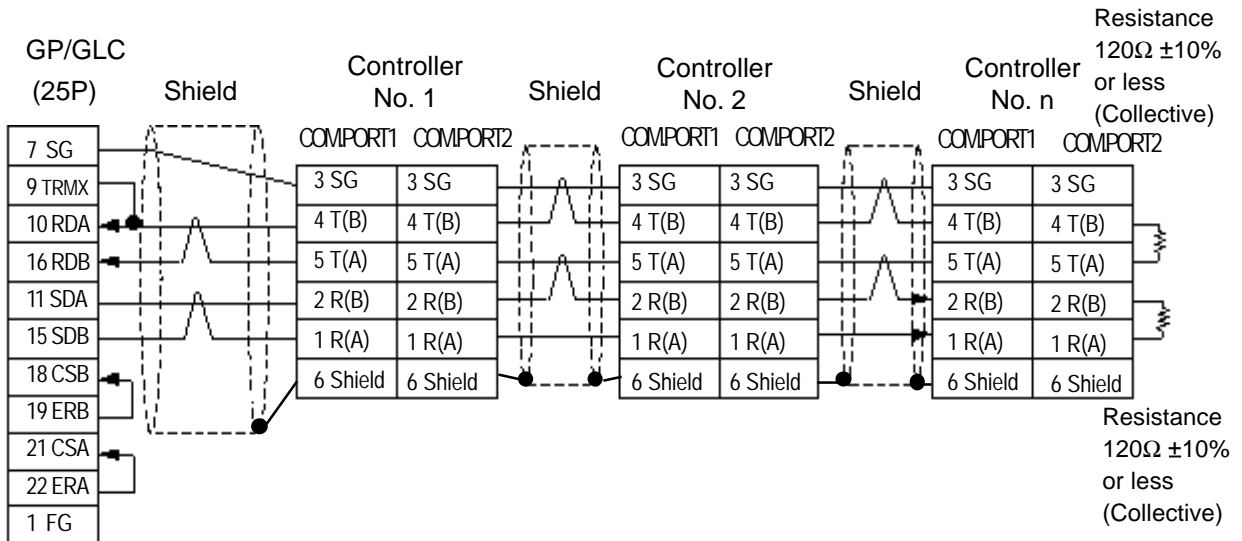 Resistance
120Ω ±10%
or less
(Collective)
GP/GLC
(25P)
Shield
Controller
No. 1
Shield
Controller
No. 2
Shield
Controller
No. n
COMPORT1 COMPORT2
COMPORT1 COMPORT2
COMPORT1 COMPORT2
7 SG
9 TRMX
10 RDA
16 RDB
11 SDA
15 SDB
18 CSB
19 ERB
21 CSA
22 ERA
1 FG
3 SG 3 SG 3 SG 3 SG 3 SG 3 SG
4 T(B) 4 T(B) 4 T(B) 4 T(B) 4 T(B) 4 T(B)
5 T(A) 5 T(A) 5 T(A) 5 T(A) 5 T(A) 5 T(A)
2 R(B) 2 R(B) 2 R(B) 2 R(B) 2 R(B) 2 R(B)
1 R(A) 1 R(A) 1 R(A) 1 R(A) 1 R(A) 1 R(A)
6 Shield 6 Shield 6 Shield 6 Shield 6 Shield 6 Shield
Resistance
120Ω ±10%
or less
(Collective)